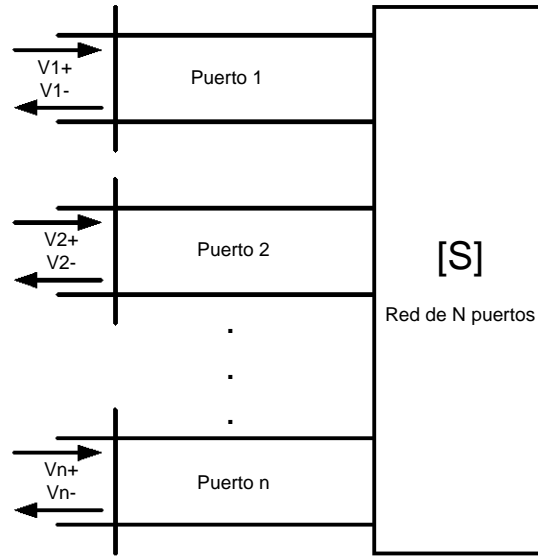 V1+
V1-
Puerto 1
V2+
V2-
Puerto 2
[S]
Red de N puertos
.
.
.
Vn+
Vn-
Puerto n